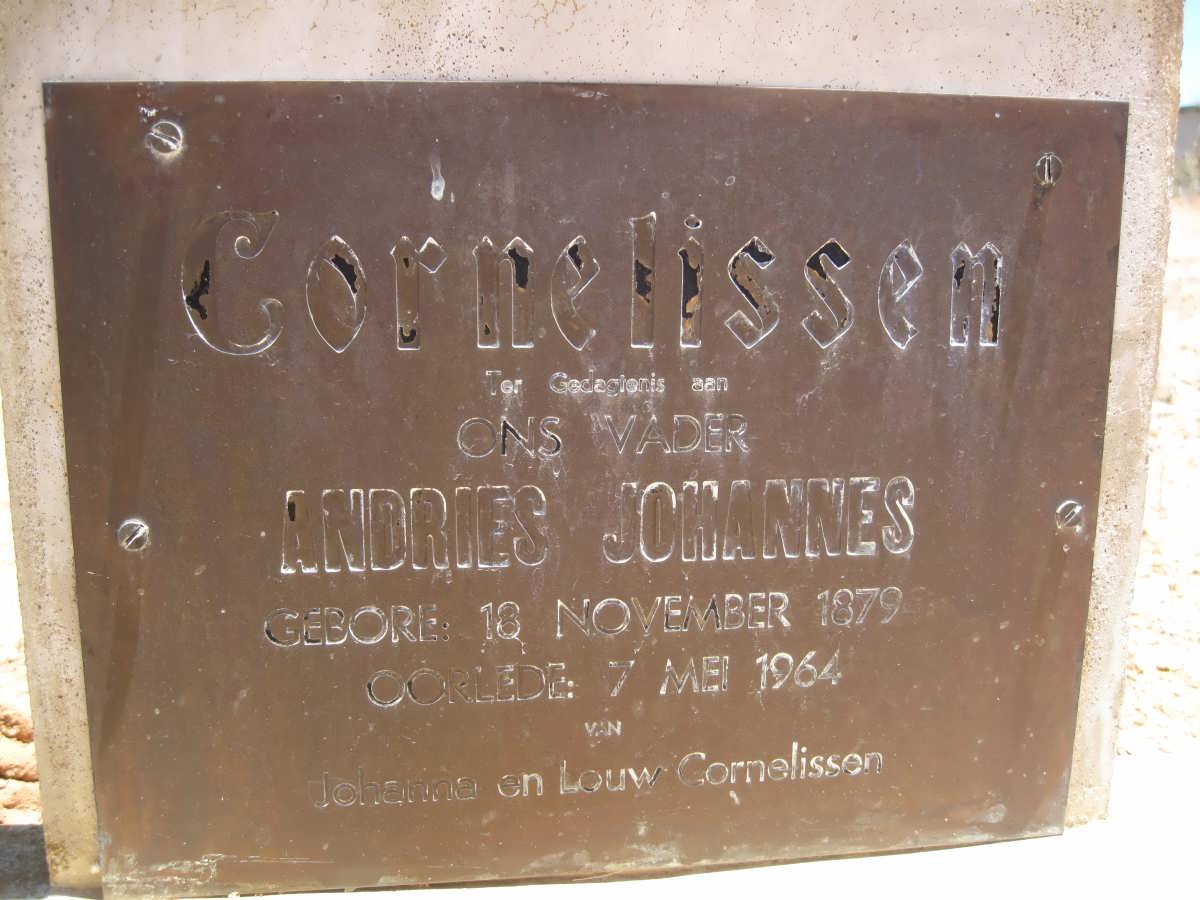 Cornelissen
Ter Gedagtenis aan
ONS VADER
ANDRIES JOHANNES
GEBORE: 18 NOVEMBER 1879
OORLEDE: 7 MEI 1964
VAN
Johanna en Louw Cornelissen